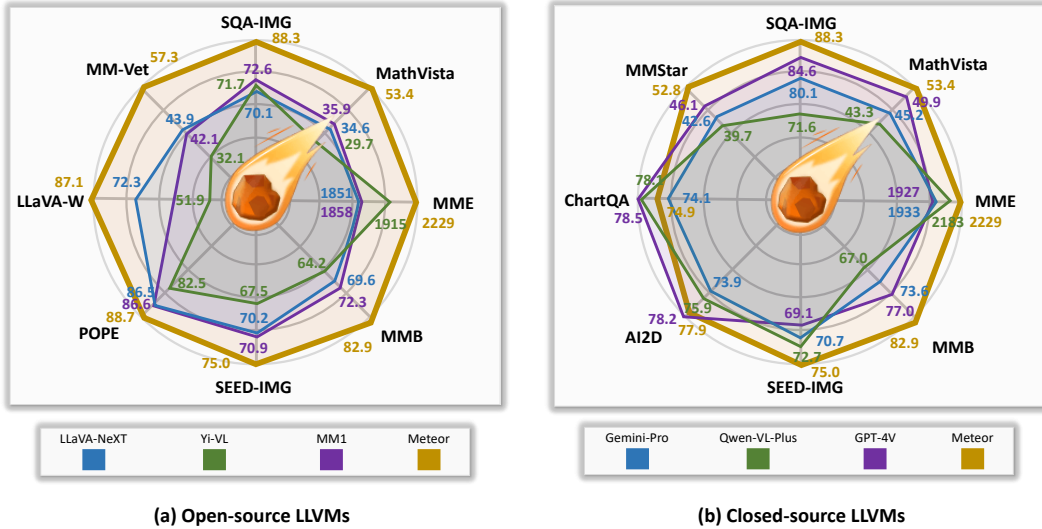 SQA-IMG
88.3
57.3
MM-Vet
72.6
71.7
MathVista
53.4
43.9
70.1
35.9
34.6
29.7
42.1
32.1
87.1
LLaVA-W
72.3
51.9
1851
1858
MME
1915
2229
82.5
64.2
67.5
69.6
86.5
86.6
88.7
POPE
70.2
72.3
70.9
MMB
82.9
75.0
SEED-IMG
LLaVA-NeXT
Yi-VL
MM1
Meteor
(a) Open-source LLVMs
SQA-IMG
88.3
MMStar
52.8
84.6
MathVista
53.4
46.1
49.9
42.6
80.1
45.2
39.7
71.6
43.3
78.1
ChartQA
74.1
74.9
78.5
1927
1933
MME
2183
2229
67.0
73.9
73.6
75.9
69.1
77.0
78.2
77.9
AI2D
70.7
72.7
MMB
82.9
75.0
SEED-IMG
Gemini-Pro
Qwen-VL-Plus
GPT-4V
Meteor
(b) Closed-source LLVMs